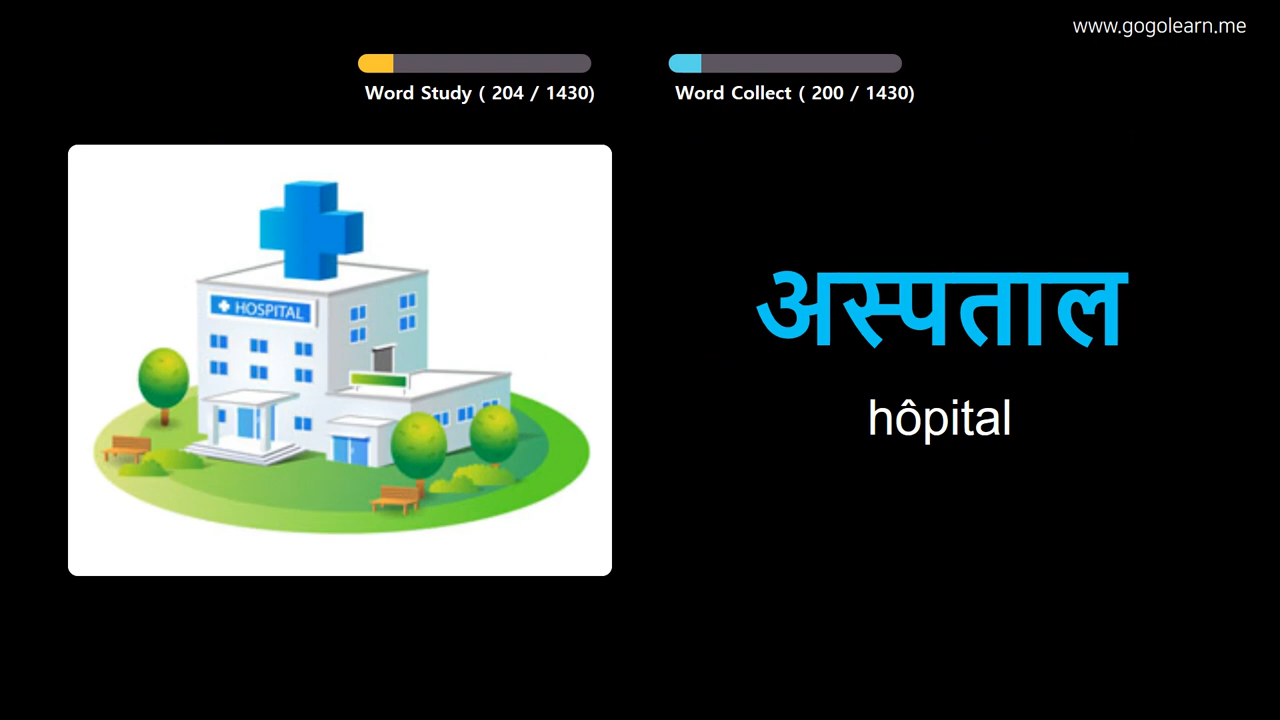 www.gogolearn.me
Word Study ( 204 / 1430)
Word Collect ( 200 / 1430)
HOSPITAL
अस्पताल
hôpital